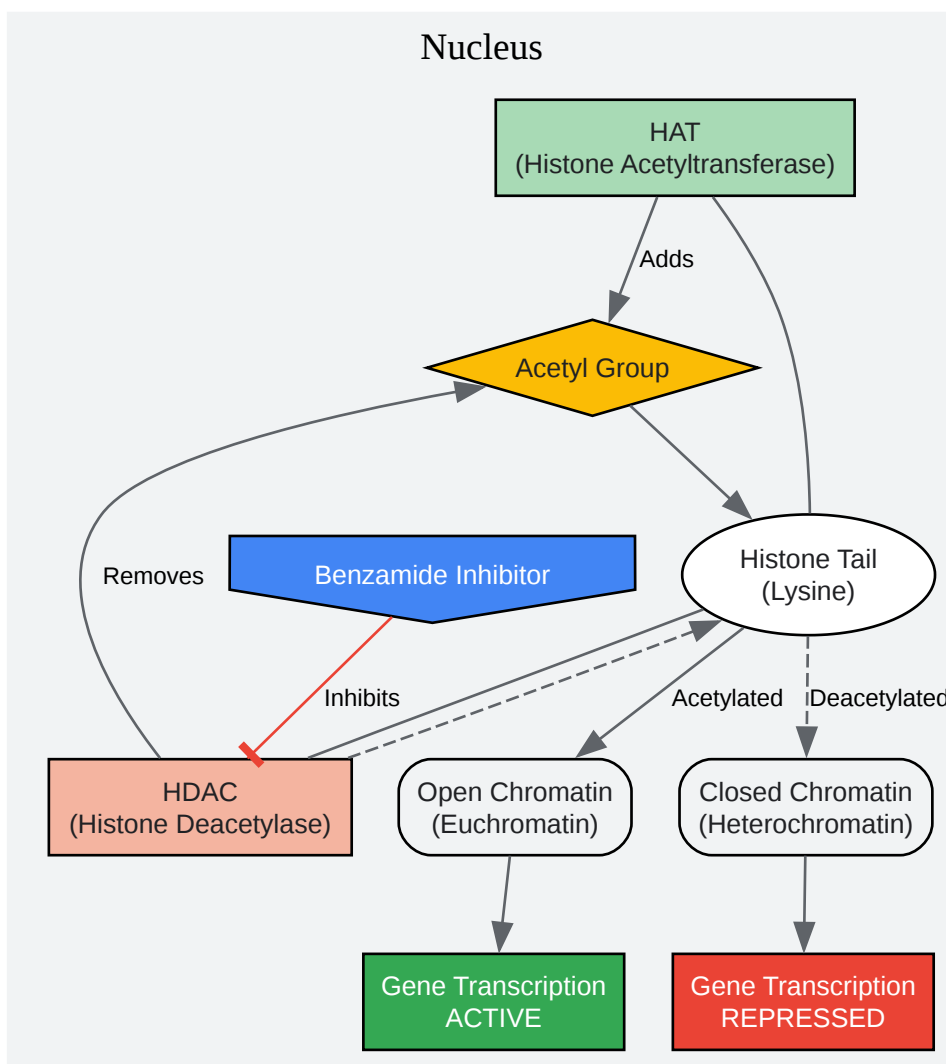 Nucleus
HAT
(Histone Acetyltransferase)
Adds
Acetyl Group
Removes
Benzamide Inhibitor
Histone Tail
(Lysine)
Inhibits
Acetylated
Deacetylated
HDAC
(Histone Deacetylase)
Open Chromatin
(Euchromatin)
Closed Chromatin
(Heterochromatin)
Gene Transcription
ACTIVE
Gene Transcription
REPRESSED